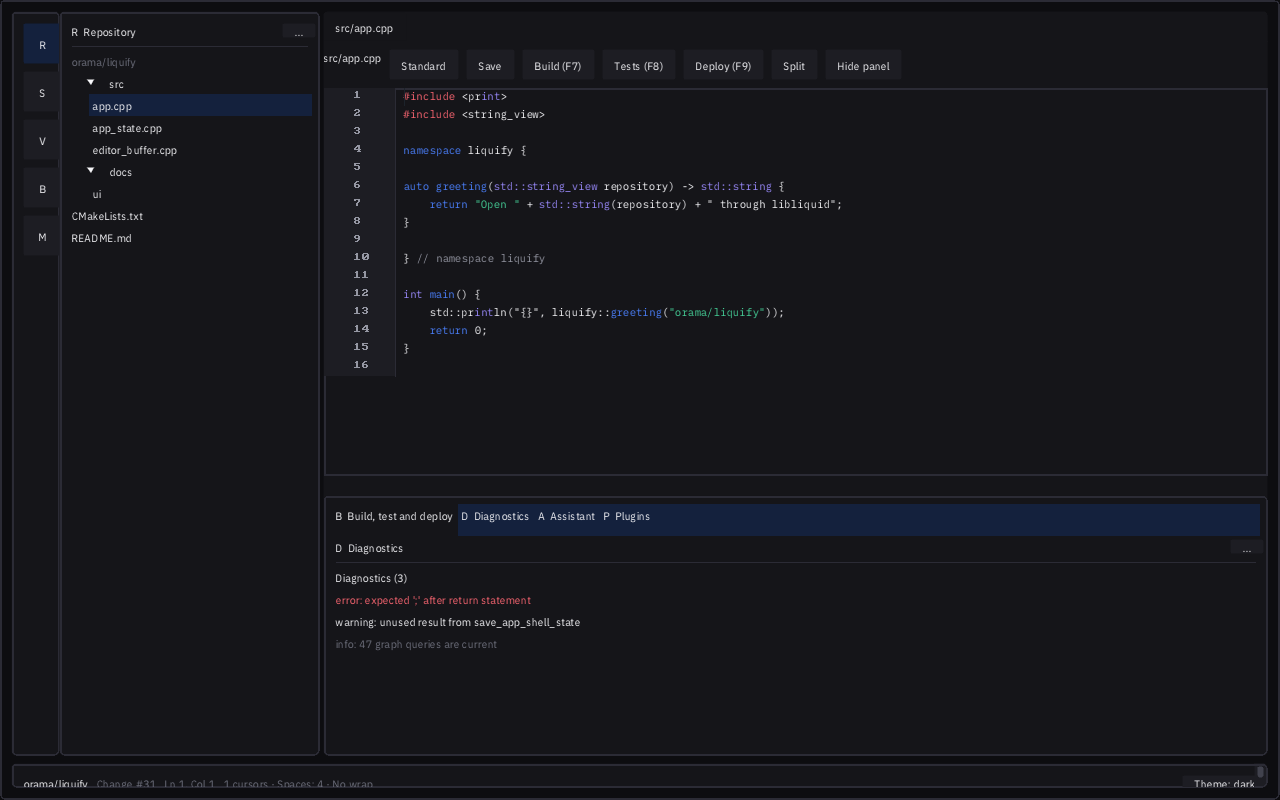 R
S
V
B
M
R Repository
...
orama/liquify
src
app.cpp
app_state.cpp
editor_buffer.cpp
docs
ui
CMakeLists.txt
README.md
src/app.cpp
src/app.cpp Standard Save Build (F7) Tests (F8) Deploy (F9) Split Hide panel
1 #include <print>
2 #include <string_view>
3
4 namespace liquify {
5
6 auto greeting(std::string_view repository) -> std::string {
7     return "Open " + std::string(repository) + " through libliquid";
8 }
9
10 } // namespace liquify
11
12 int main() {
13     std::println("{}", liquify::greeting("orama/liquify"));
14     return 0;
15 }
16
B Build, test and deploy D Diagnostics A Assistant P Plugins
D Diagnostics ...
Diagnostics (3)
error: expected ';' after return statement
warning: unused result from save_app_shell_state
info: 47 graph queries are current
orama/liquify Change #31 Ln 1, Col 1 1 cursors · Spaces: 4 · No wrap Theme: dark